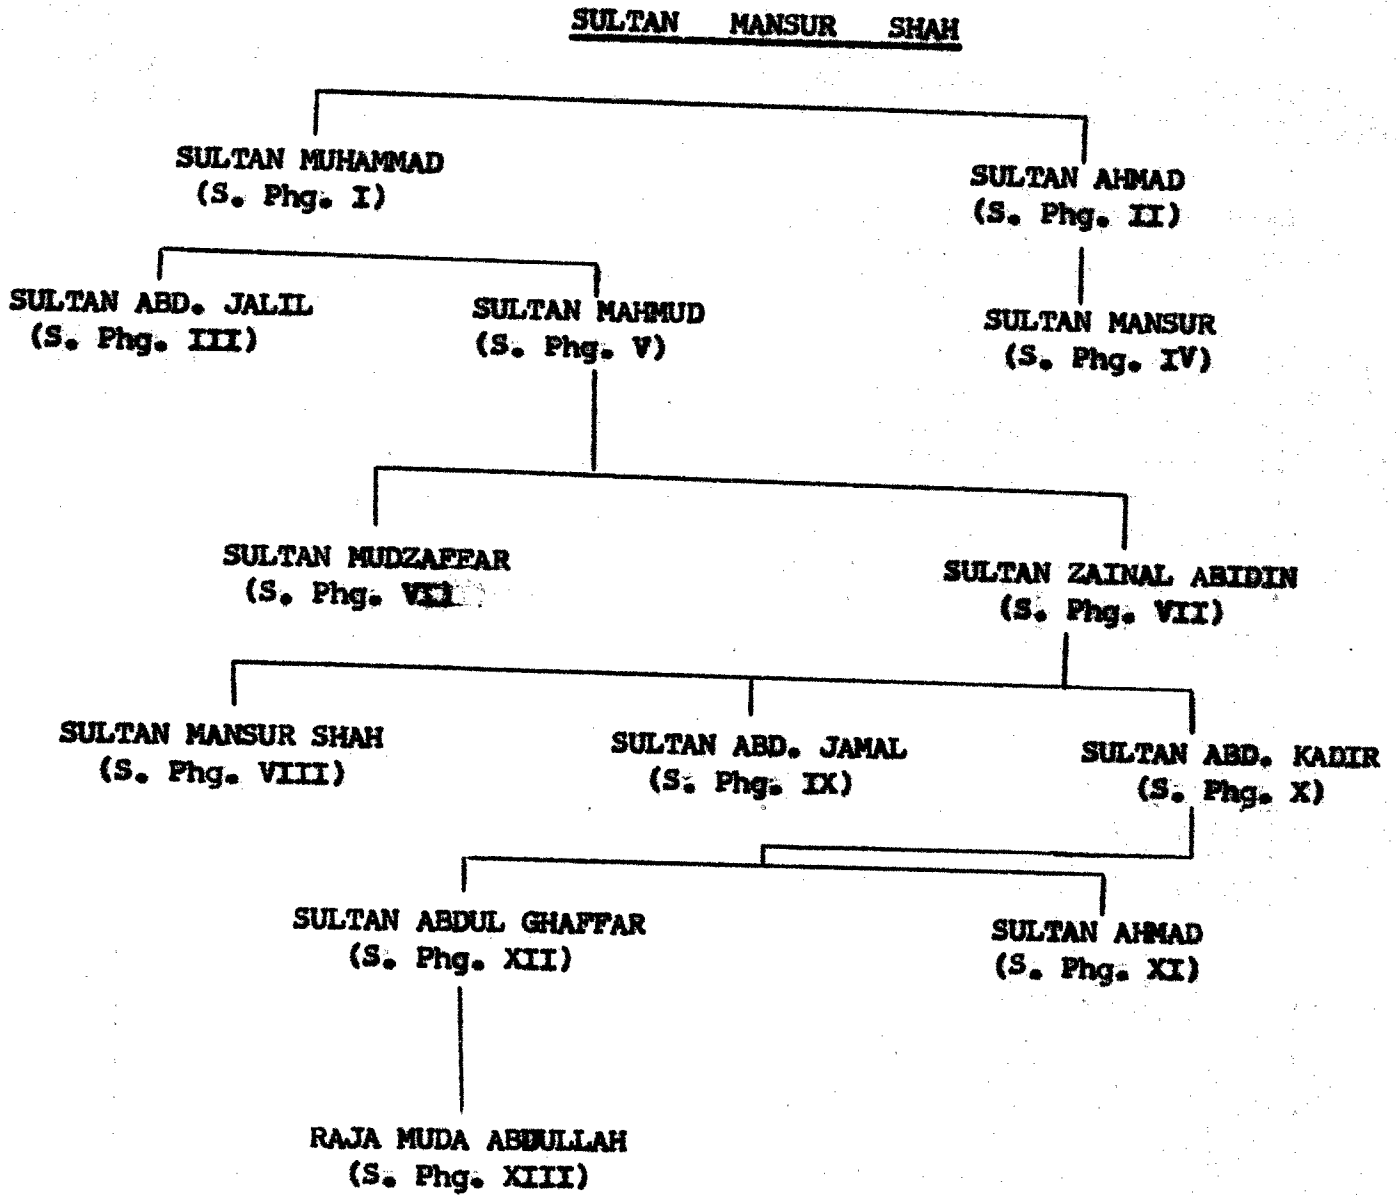 SULTAN MANSUR SHAH
SULTAN MUHAMMAD
(S. Phg. I)
SULTAN AHMAD
(S. Phg. II)
SULTAN ABD. JALIL
(S. Phg. III)
SULTAN MAHMUD
(S. Phg. V)
SULTAN MANSUR
(S. Phg. IV)
SULTAN MUDZAFFAR
(S. Phg.
SULTAN ZAINAL ABIDIN
(S. Phg. VII)
SULTAN MANSUR SHAH
(S. Phg. VIII)
SULTAN ABD. JAMAL
(S. Phg. IX)
SULTAN ABD. KADIR
(S. Phg. X)
SULTAN ABDUL GHAFFAR
(S. Phg. XII)
SULTAN AHMAD
(S. Phg. XI)
RAJA MUDA ABDULLAH
(S. Phg. XIII)